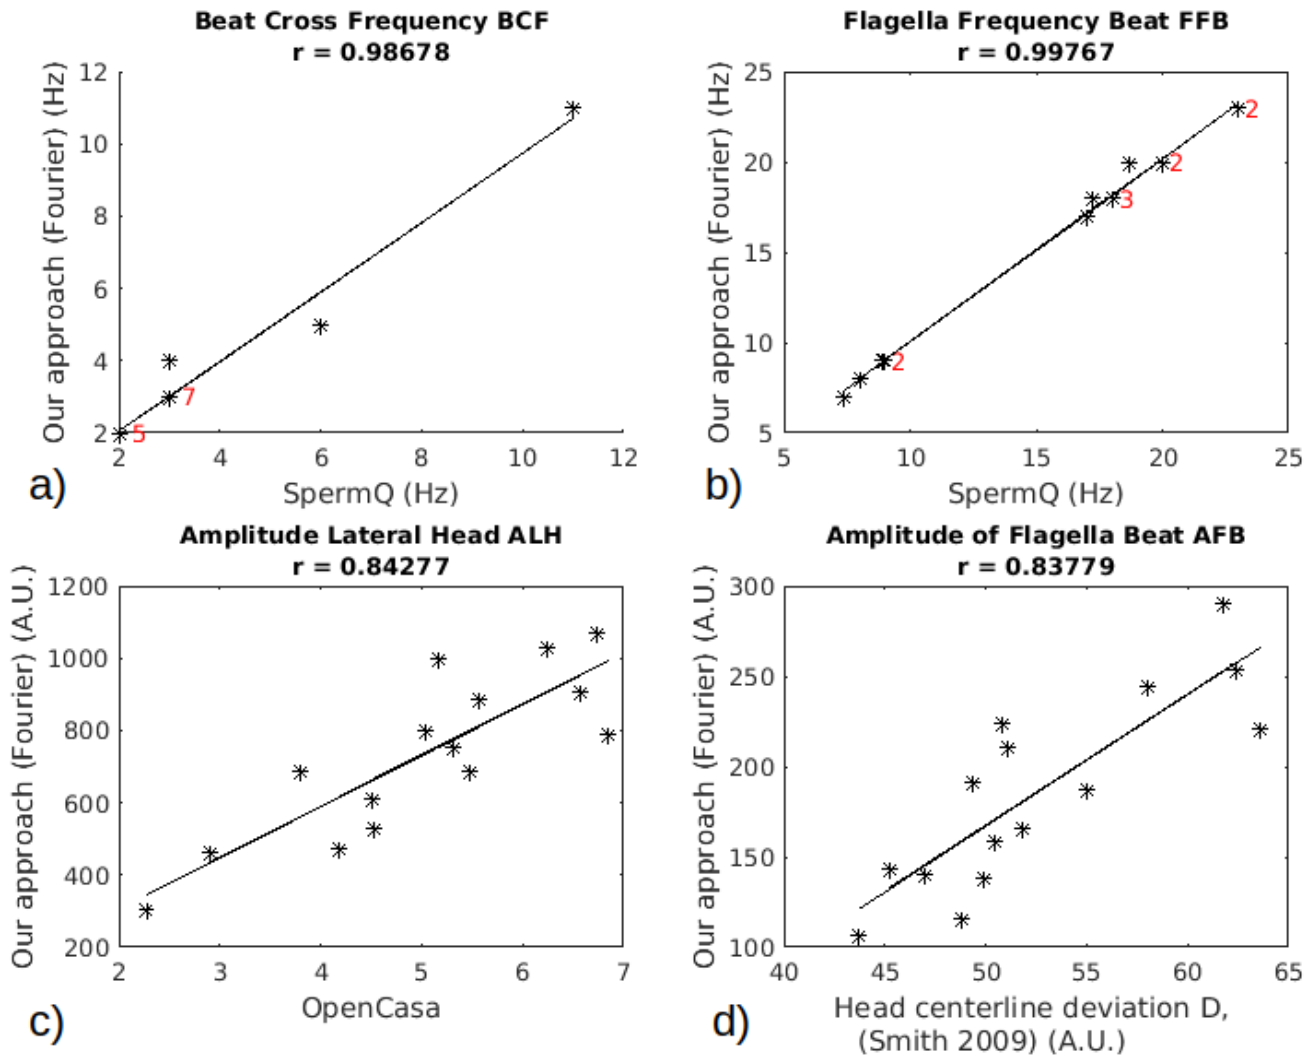 Beat Cross Frequency BCF
r = 0.98678
Our approach (Fourier) (Hz)
12
10
8
6
4
2
7
5
2
4
6
8
10
12
SpermQ (Hz)
a)
Flagella Frequency Beat FFB
r = 0.99767
Our approach (Fourier) (Hz)
25
20
15
10
5
2
2
3
2
5
10
15
20
25
SpermQ (Hz)
b)
Amplitude Lateral Head ALH
r = 0.84277
Our approach (Fourier) (A.U.)
1200
1000
800
600
400
200
2
3
4
5
6
7
OpenCasa
c)
Amplitude of Flagella Beat AFB
r = 0.83779
Our approach (Fourier) (A.U.)
300
250
200
150
100
40
45
50
55
60
65
Head centerline deviation D,
(Smith 2009) (A.U.)
d)